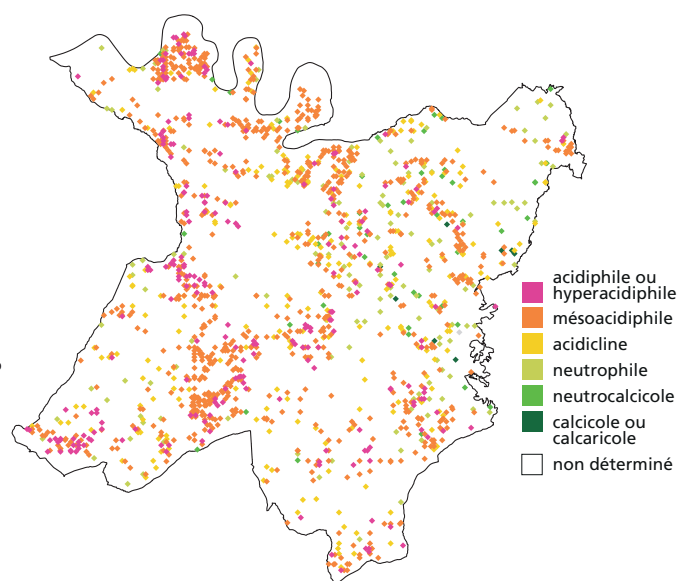 acidiphile ou
hyperacidiphile
mésoacidiphile
acidicline
neutrophile
neutrocalcicole
calcicole ou
calcaricole
non déterminé